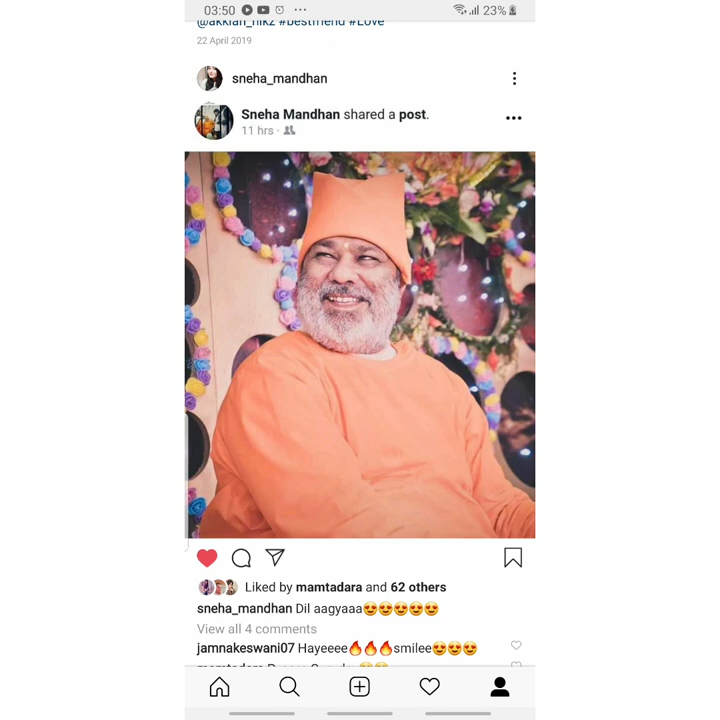 03:50 23%
22 April 2019
sneha_mandhan
Sneha Mandhan shared a post.
11 hrs ·
Liked by mamtadara and 62 others
sneha_mandhan Dil aagyaaa😍😍😍😍😍
View all 4 comments
jamnakeswani07 Hayeeee🔥🔥🔥smilee😍😍😍